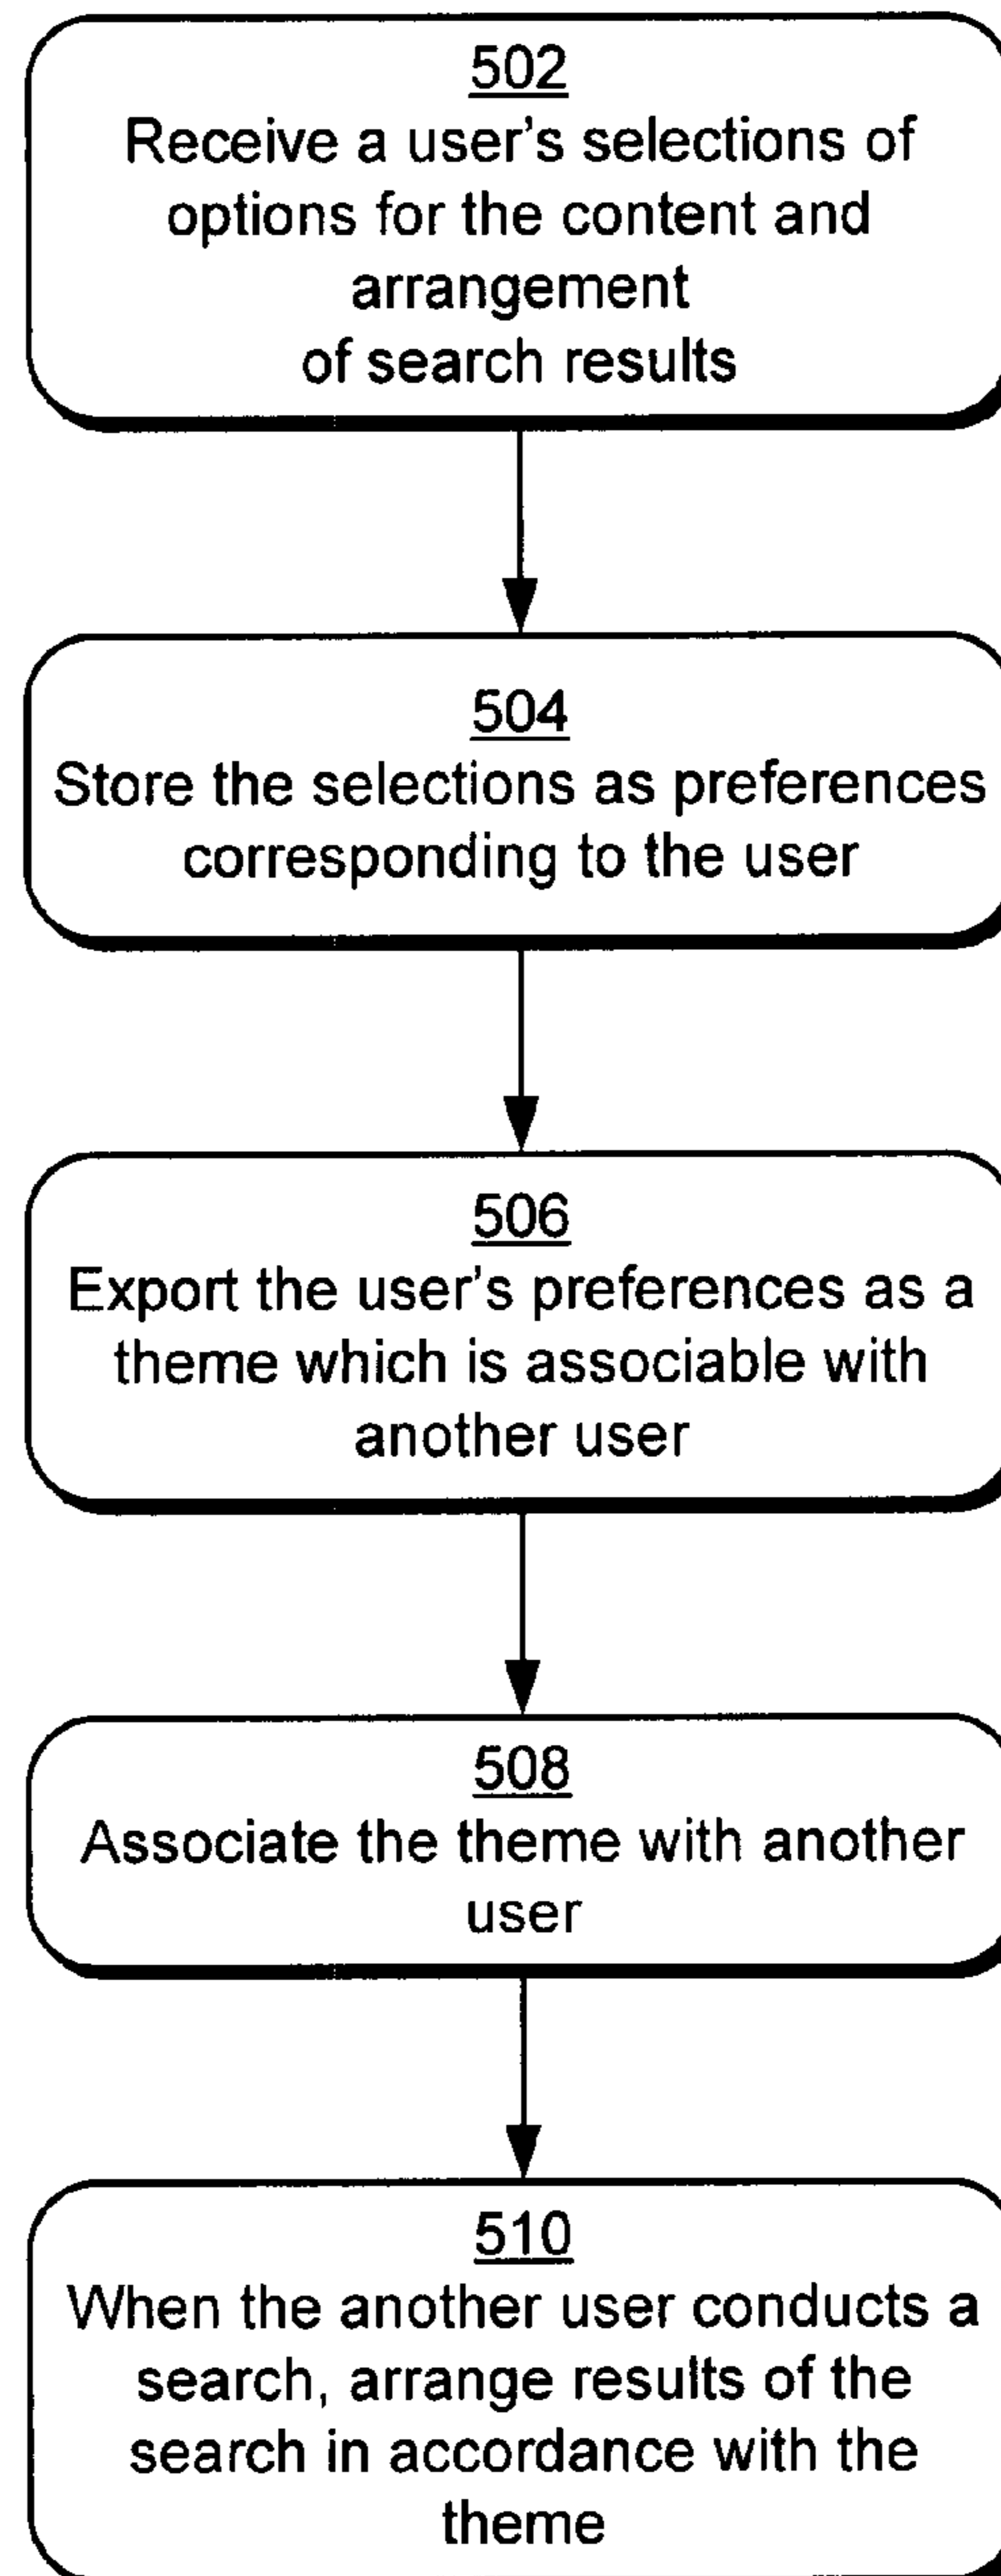 502
Receive a user's selections of
options for the content and
arrangement
of search results
504
Store the selections as preferences
corresponding to the user
506
Export the user's preferences as a
theme which is associable with
another user
508
Associate the theme with another
user
510
When the another user conducts a
search, arrange results of the
search in accordance with the
theme